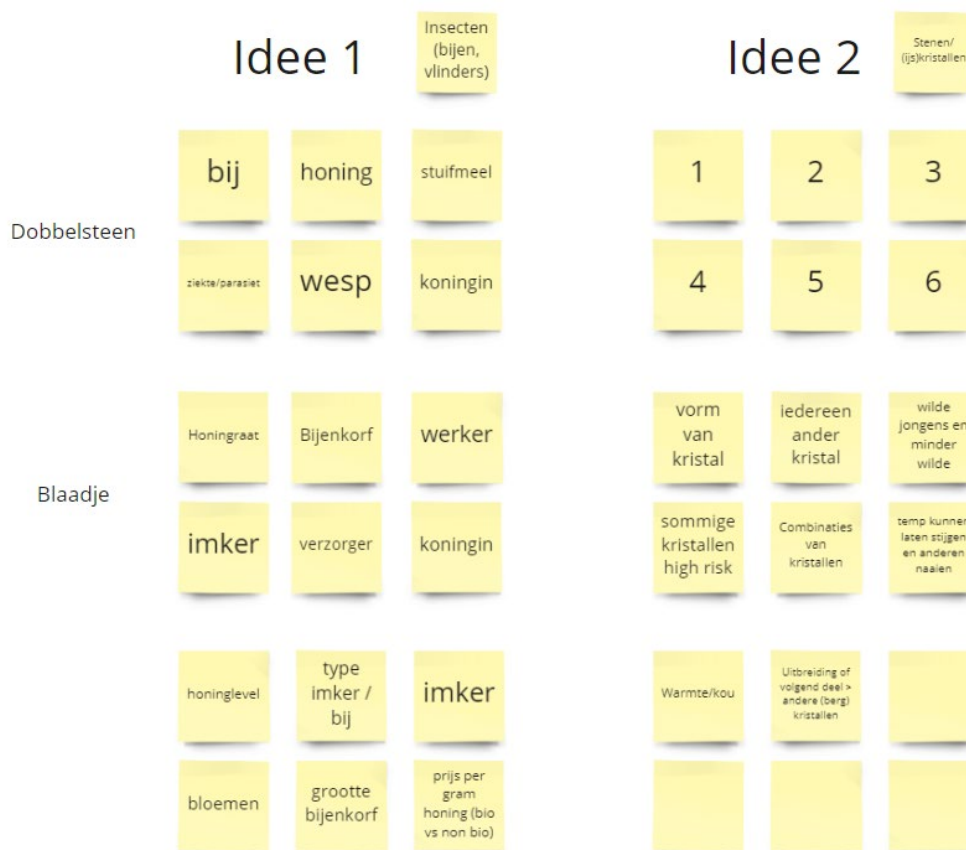 Idee 1
Insecten
(bijen,
vlinders)
Idee 2
Stenen/
(ijs)kristallen
Dobbelsteen
bij
honing
stuifmeel
1
2
3
ziekte/parasiet
wesp
koningin
4
5
6
Blaadje
Honingraat
Bijenkorf
werker
vorm
van
kristal
iedereen
ander
kristal
wilde
jongens en
minder
wilde
imker
verzorger
koningin
sommige
kristallen
high risk
Combinaties
van
kristallen
temp kunnen
laten stijgen
en anderen
naaien
honinglevel
type
imker /
bij
imker
Warmte/kou
Uitbreiding of
volgend deel >
andere (berg)
kristallen
bloemen
grootte
bijenkorf
prijs per
gram
honing (bio
vs non bio)